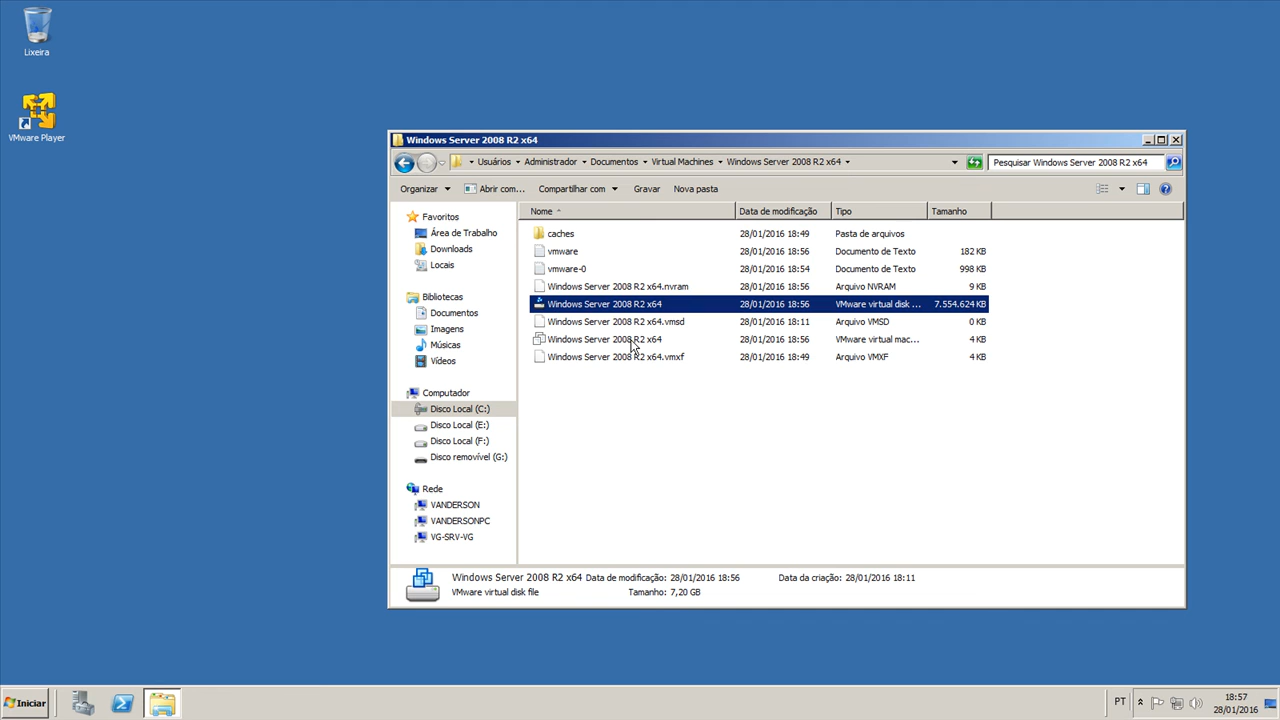 Lixeira
VMware Player
Windows Server 2008 R2 x64
Usuários Administrador Documentos Virtual Machines Windows Server 2008 R2 x64
Pesquisar Windows Server 2008 R2 x64
Organizar Abrir com... Compartilhar com Gravar Nova pasta
Nome Data de modificação Tipo Tamanho
Favoritos
Área de Trabalho
Downloads
Locais
Bibliotecas
Documentos
Imagens
Músicas
Vídeos
Computador
Disco Local (C:)
Disco Local (E:)
Disco Local (F:)
Disco removível (G:)
Rede
VANDERSON
VANDERSONPC
VG-SRV-VG
caches 28/01/2016 18:49 Pasta de arquivos
vmware 28/01/2016 18:56 Documento de Texto 182 KB
vmware-0 28/01/2016 18:54 Documento de Texto 998 KB
Windows Server 2008 R2 x64.nvram 28/01/2016 18:56 Arquivo NVRAM 9 KB
Windows Server 2008 R2 x64 28/01/2016 18:56 VMware virtual disk ... 7.554.624 KB
Windows Server 2008 R2 x64.vmsd 28/01/2016 18:11 Arquivo VMSD 0 KB
Windows Server 2008 R2 x64 28/01/2016 18:56 VMware virtual mac... 4 KB
Windows Server 2008 R2 x64.vmxf 28/01/2016 18:49 Arquivo VMXF 4 KB
Windows Server 2008 R2 x64 Data de modificação: 28/01/2016 18:56 Data da criação: 28/01/2016 18:11
VMware virtual disk file Tamanho: 7,20 GB
Iniciar
PT
18:57
28/01/2016